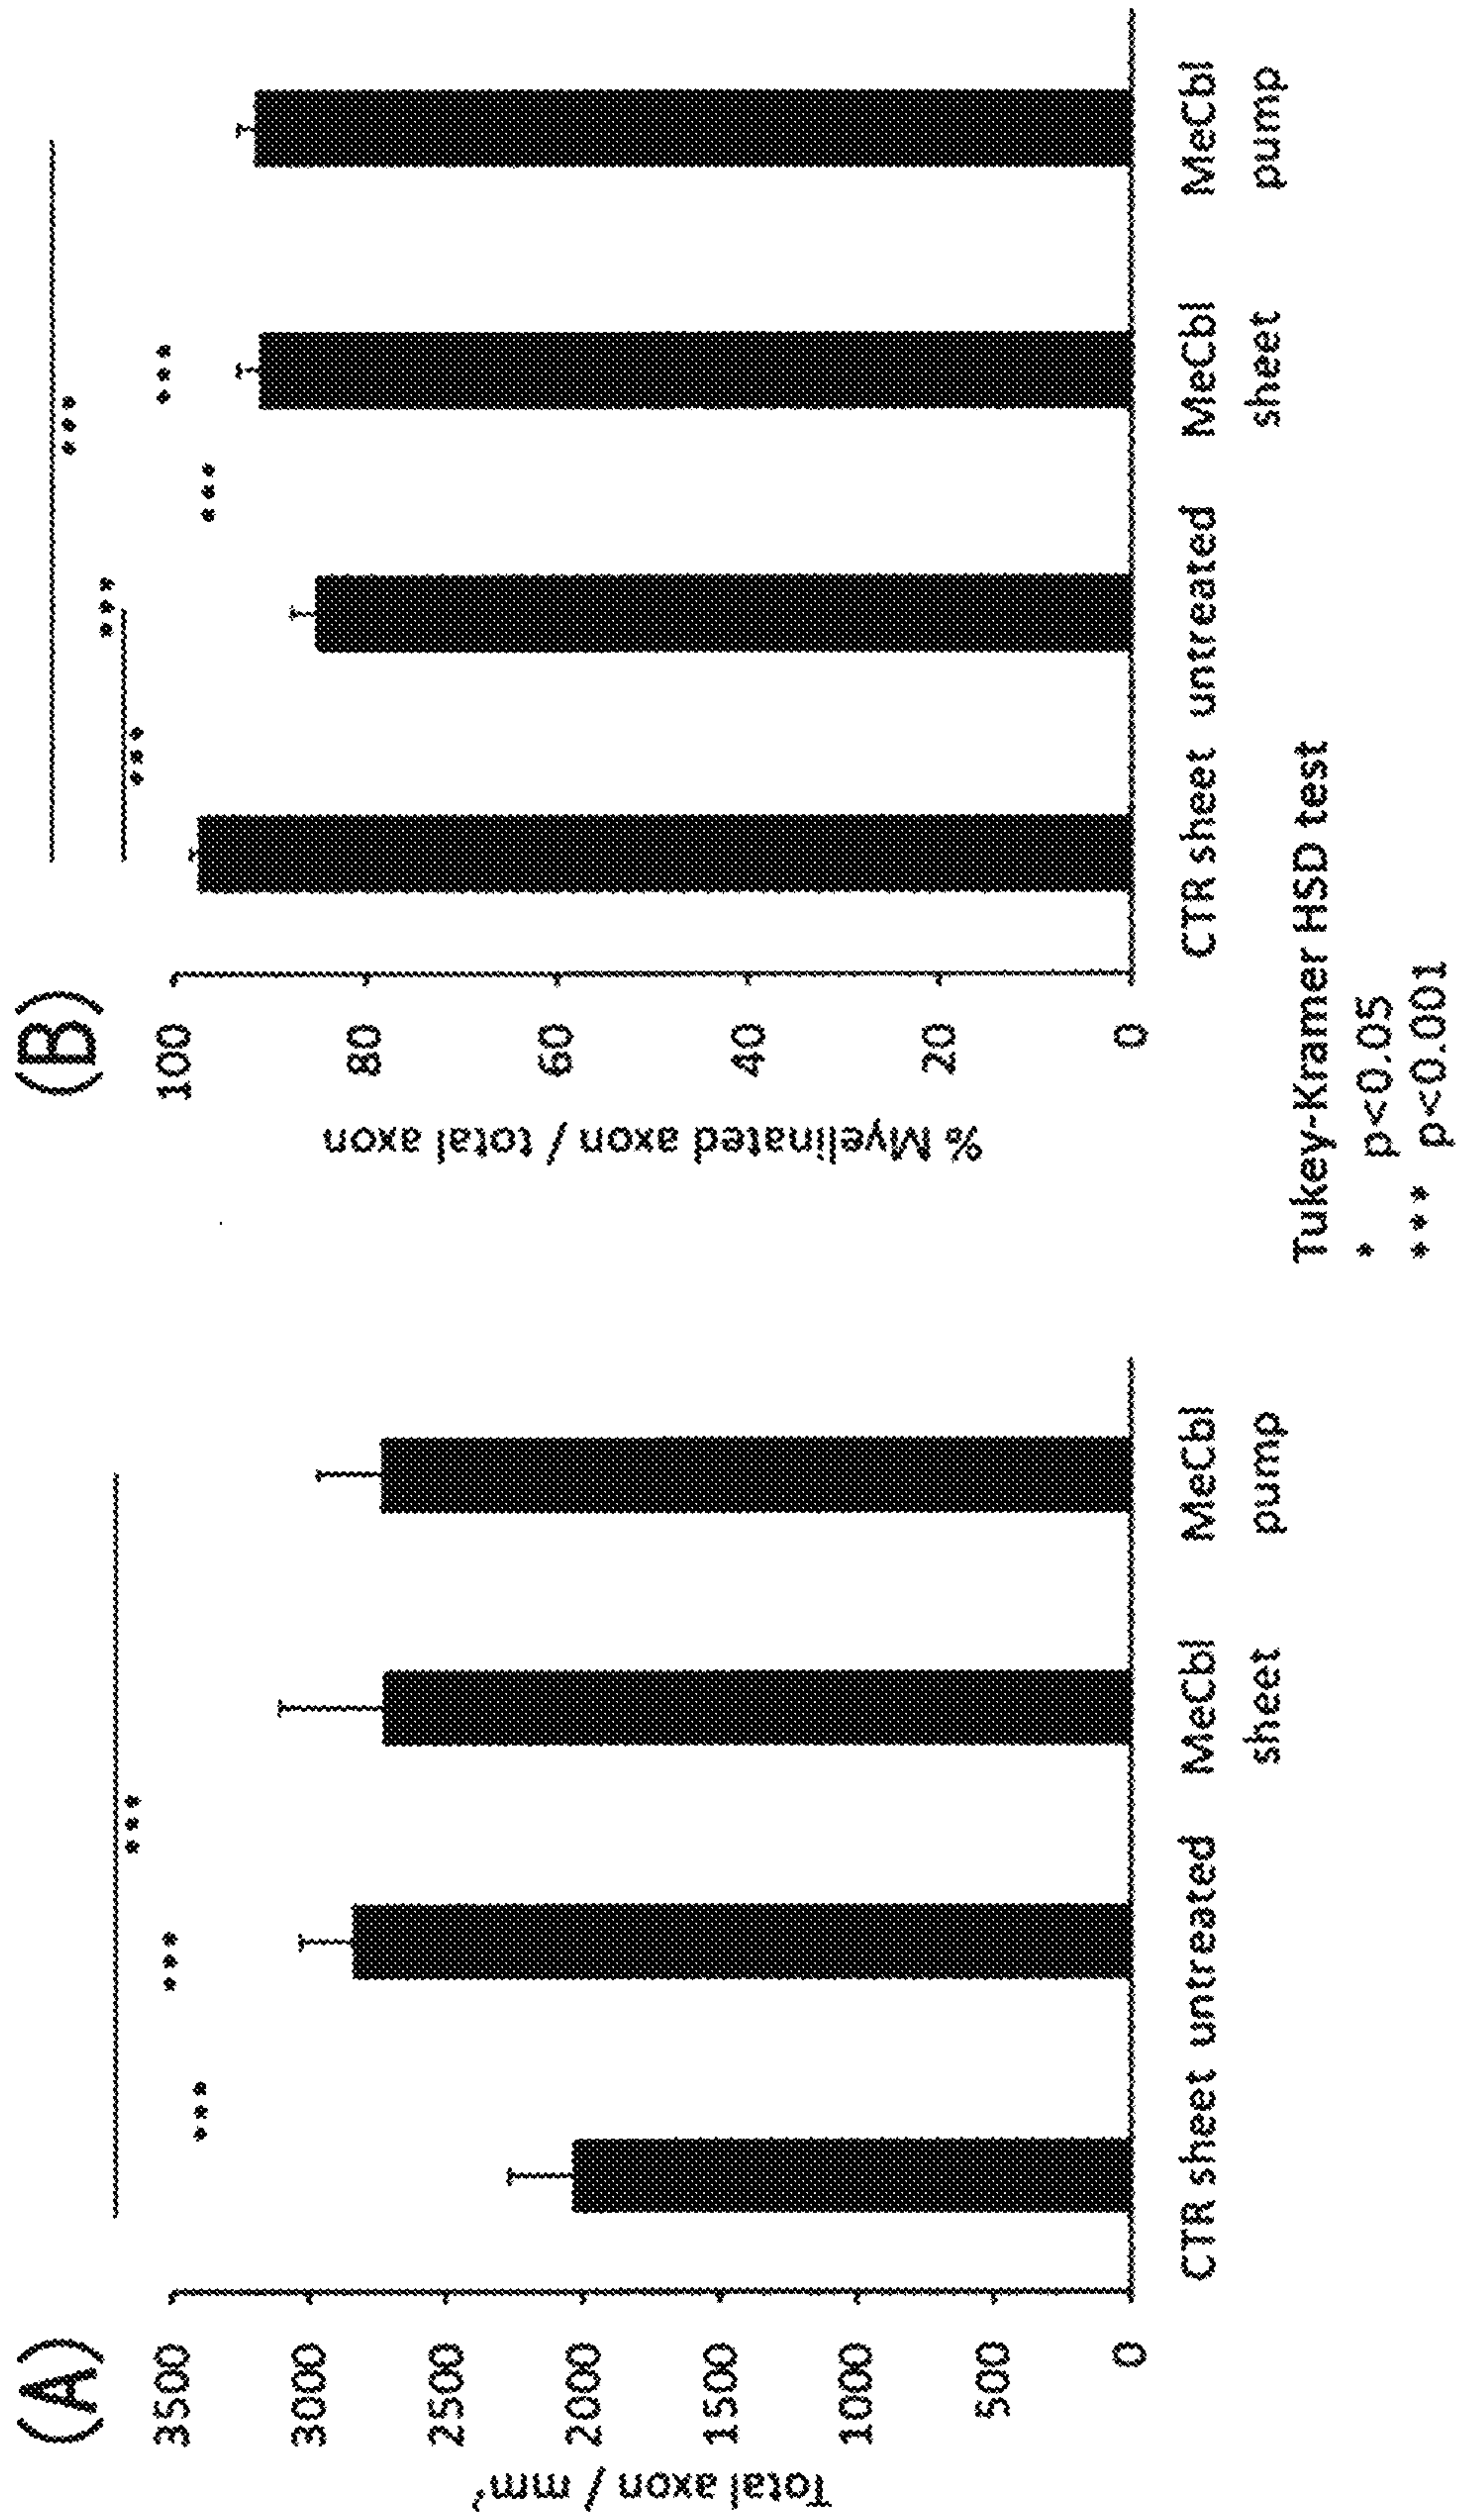 (A)
Total axon / mm²
3500
3000
2500
2000
1500
1000
500
0
***
***
***
CTR sheet untreated MeCbl MeCbl
sheet pump
(B)
% Myelinated axon / total axon
100
80
60
40
20
0
***
***
***
***
***
CTR sheet untreated MeCbl MeCbl
sheet pump
Tukey-Kramer HSD test
* p<0.05
*** p<0.001